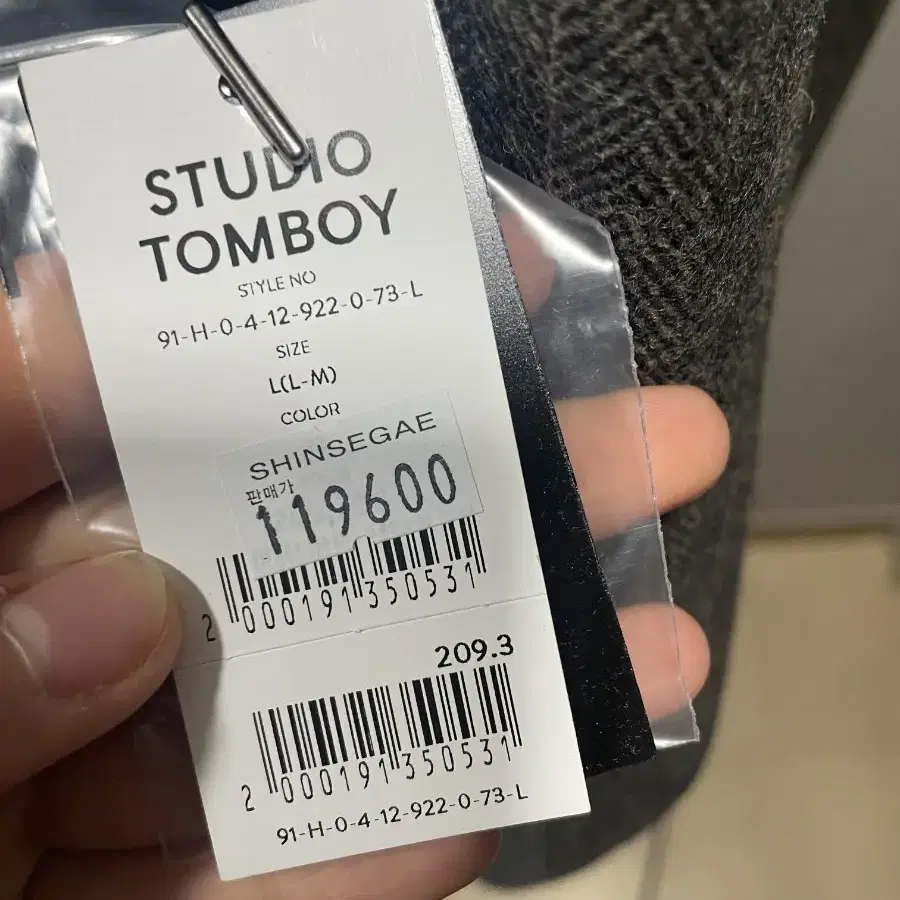 STUDIO
TOMBOY
STYLE NO
91-H-0-4-12-922-0-73-L
SIZE
L(L-M)
COLOR
SHINSEGAE
판매가
119600
2 000191 350531
209.3
2 000191 350531
91-H-0-4-12-922-0-73-L